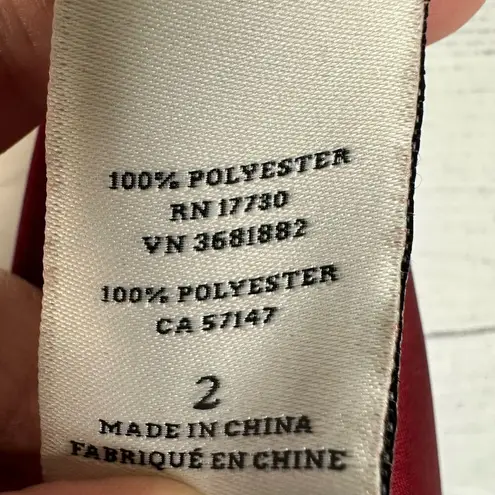 100% POLYESTER
RN 17730
VN 3681882
100% POLYESTER
CA 57147
2
MADE IN CHINA
FABRIQUÉ EN CHINE